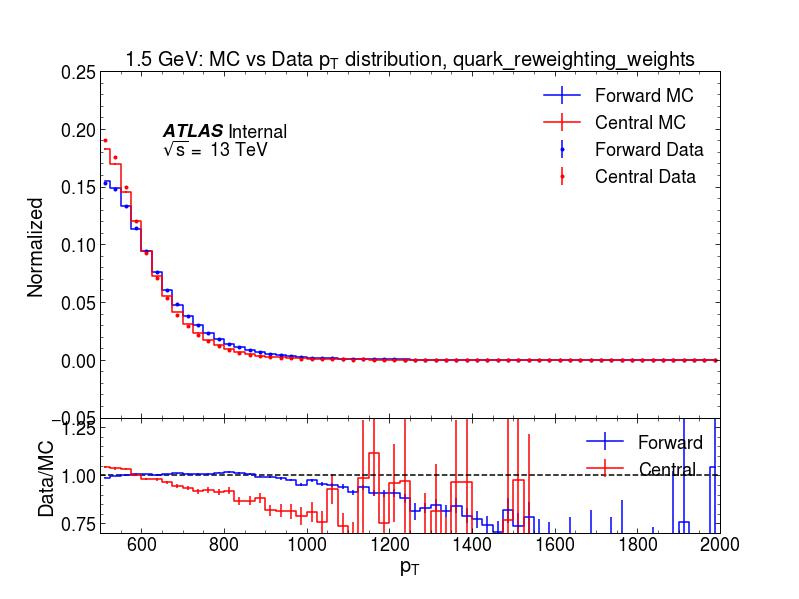 1.5 GeV: MC vs Data pT distribution, quark_reweighting_weights
0.25
0.20
0.15
0.10
0.05
0.00
−0.05
Normalized
ATLAS Internal
√s = 13 TeV
Forward MC
Central MC
Forward Data
Central Data
1.25
1.00
0.75
Data/MC
Forward
Central
600 800 1000 1200 1400 1600 1800 2000
pT